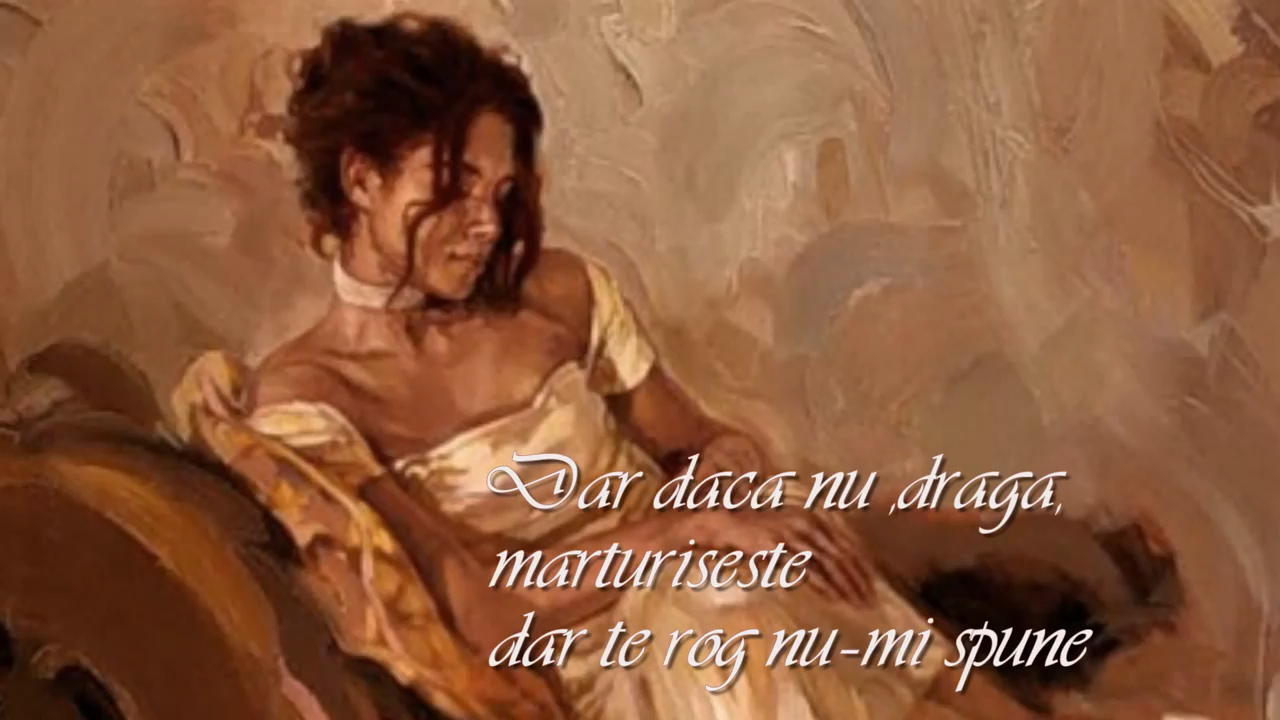 Dar daca nu ,draga,
marturiseste
dar te rog nu-mi spune